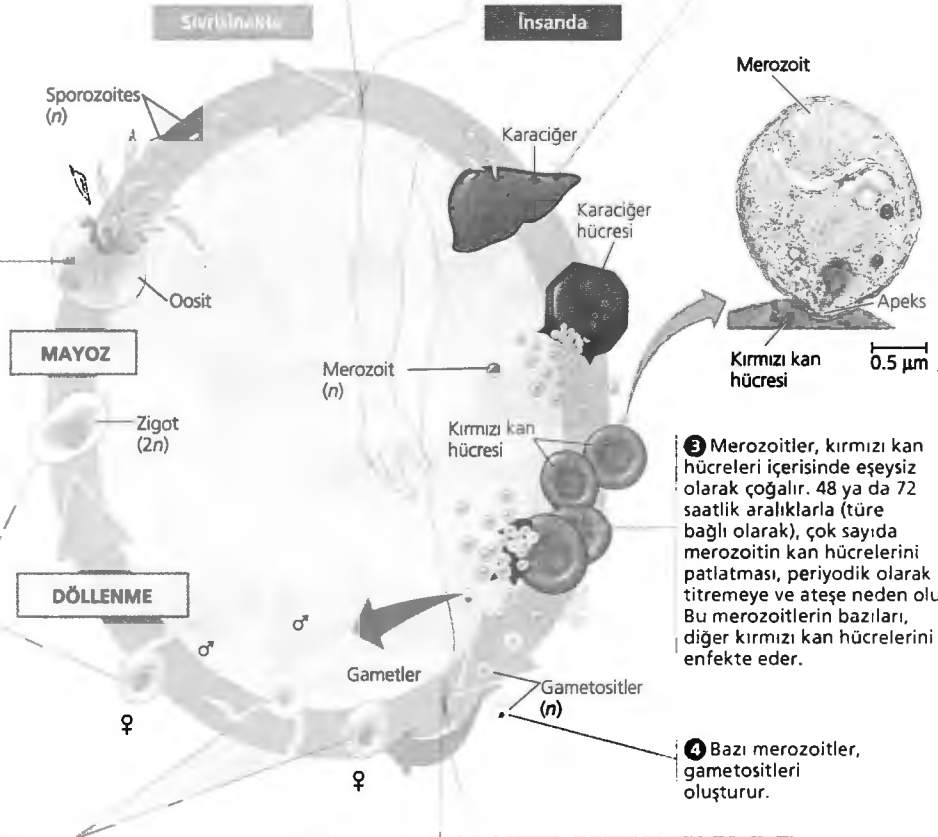 Sivrisinekte
İnsanda
Merozoit
Sporozoites
(n)
Karaciğer
Karaciğer
hücresi
Oosit
Apeks
MAYOZ
Kırmızı kan
hücresi
0.5 µm
Merozoit
(n)
Zigot
(2n)
Kırmızı kan
hücresi
❸ Merozoitler, kırmızı kan
hücreleri içerisinde eşeysiz
olarak çoğalır. 48 ya da 72
saatlik aralıklarla (türe
bağlı olarak), çok sayıda
merozoitin kan hücrelerini
patlatması, periyodik olarak
titremeye ve ateşe neden olu
Bu merozoitlerin bazıları,
diğer kırmızı kan hücrelerini
enfekte eder.
DÖLLENME
♂
♂
Gametler
Gametositler
(n)
♀
♀
❹ Bazı merozoitler,
gametositleri
oluşturur.